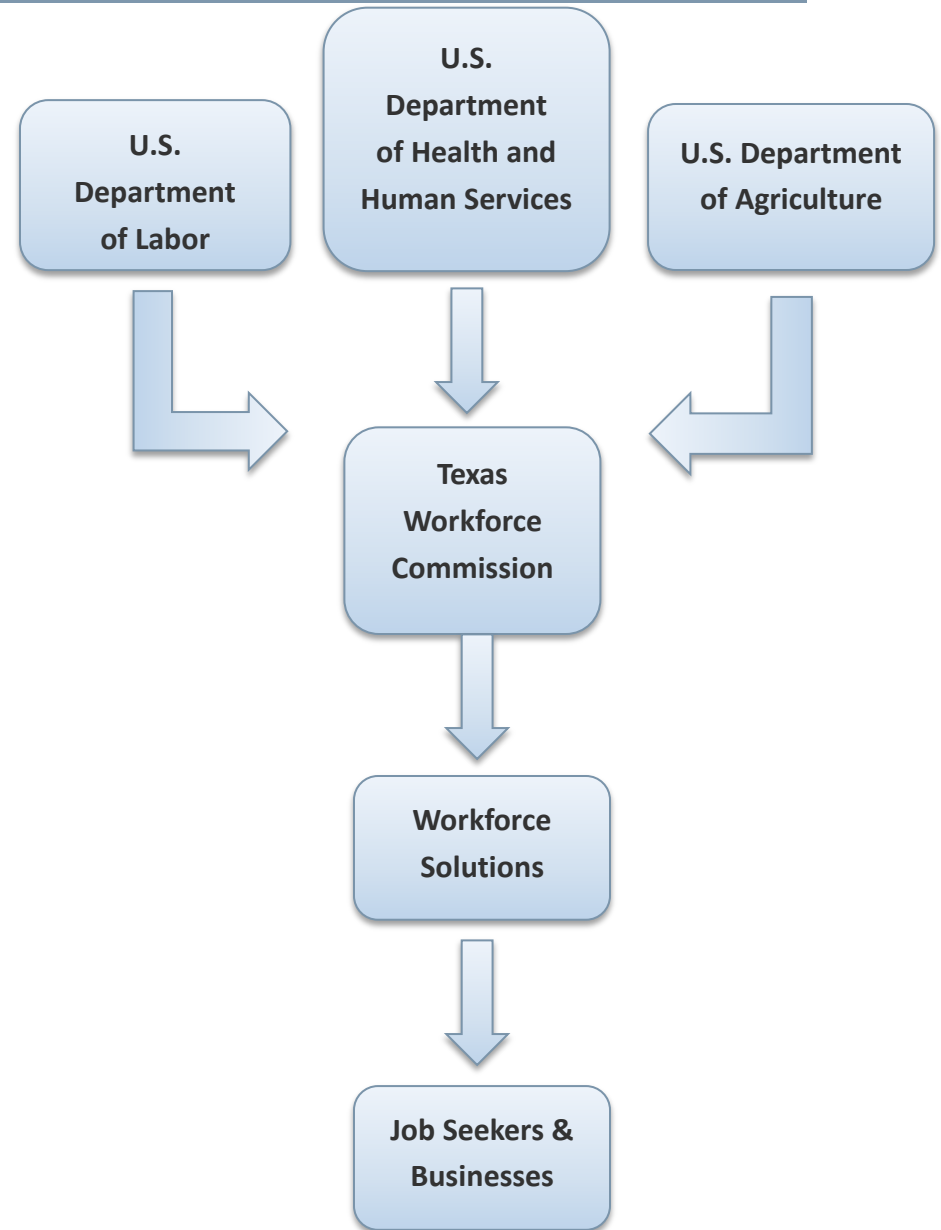 U.S.
Department
of Labor
U.S.
Department
of Health and
Human Services
U.S. Department
of Agriculture
Texas
Workforce
Commission
Workforce
Solutions
Job Seekers &
Businesses